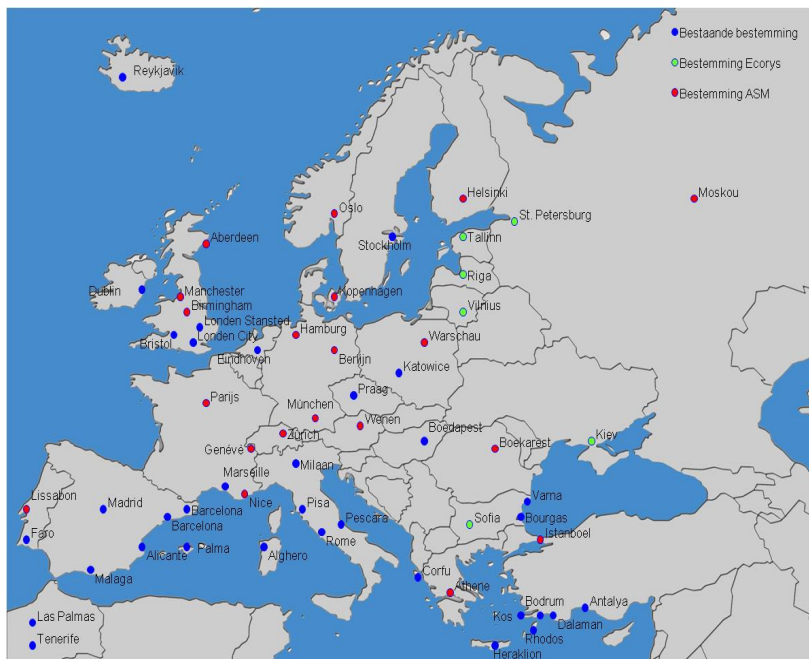 Bestaande bestemming
Reykjavik
Bestemming Ecorys
Bestemming ASM
Helsinki
Moskou
Oslo
St. Petersburg
Aberdeen
Stockholm
Tallinn
Riga
Dublin
Manchester
Kopenhagen
Birmingham
Vilnius
Londen Stansted
Hamburg
Bristol
Londen City
Warschau
Eindhoven
Berlijn
Katowice
Praag
Parijs
München
Wenen
Zürich
Boedapest
Kiev
Genévè
Boekarest
Milaan
Marseille
Lissabon
Madrid
Barcelona
Nice
Pisa
Varna
Barcelona
Pescara
Sofia
Bourgas
Faro
Rome
Istanboel
Alicante
Palma
Alghero
Malaga
Corfu
Athene
Las Palmas
Bodrum
Antalya
Kos
Dalaman
Tenerife
Rhodos
Heraklion